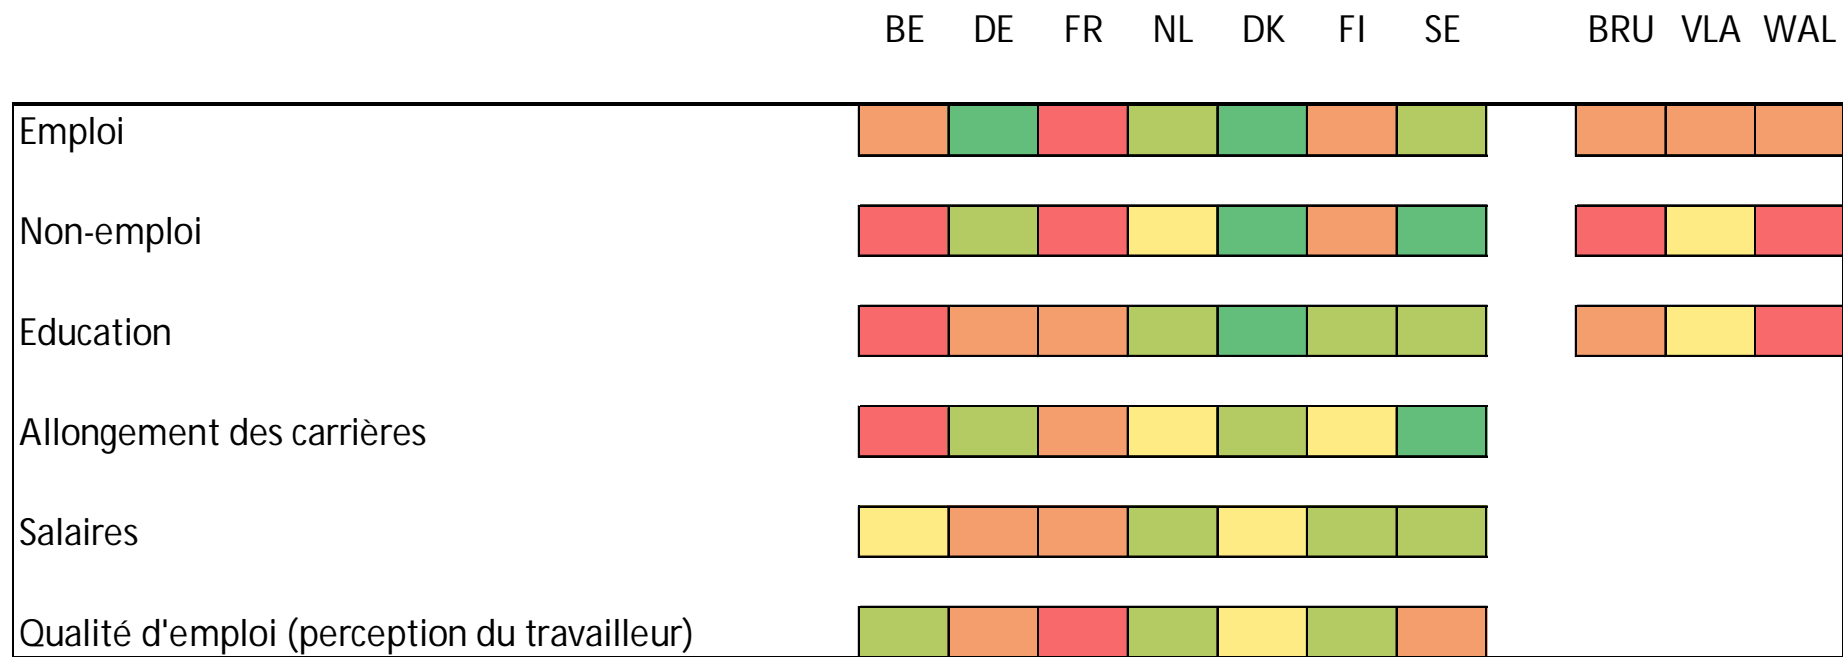 BE DE FR NL DK FI SE BRU VLA WAL
Emploi
Non-emploi
Education
Allongement des carrières
Salaires
Qualité d'emploi (perception du travailleur)